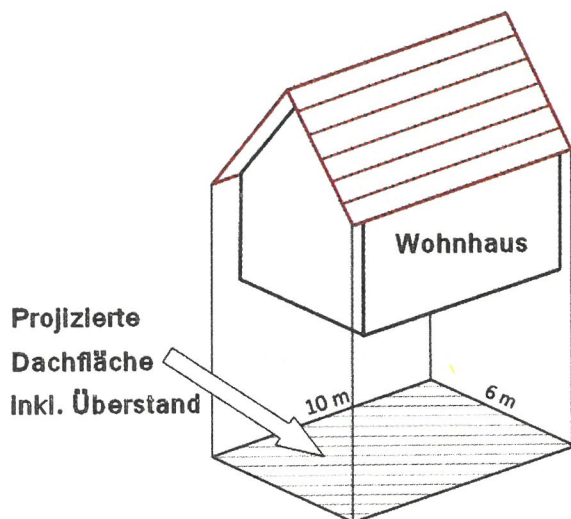 Wohnhaus
Projizierte
Dachfläche
inkl. Überstand
10 m
6 m